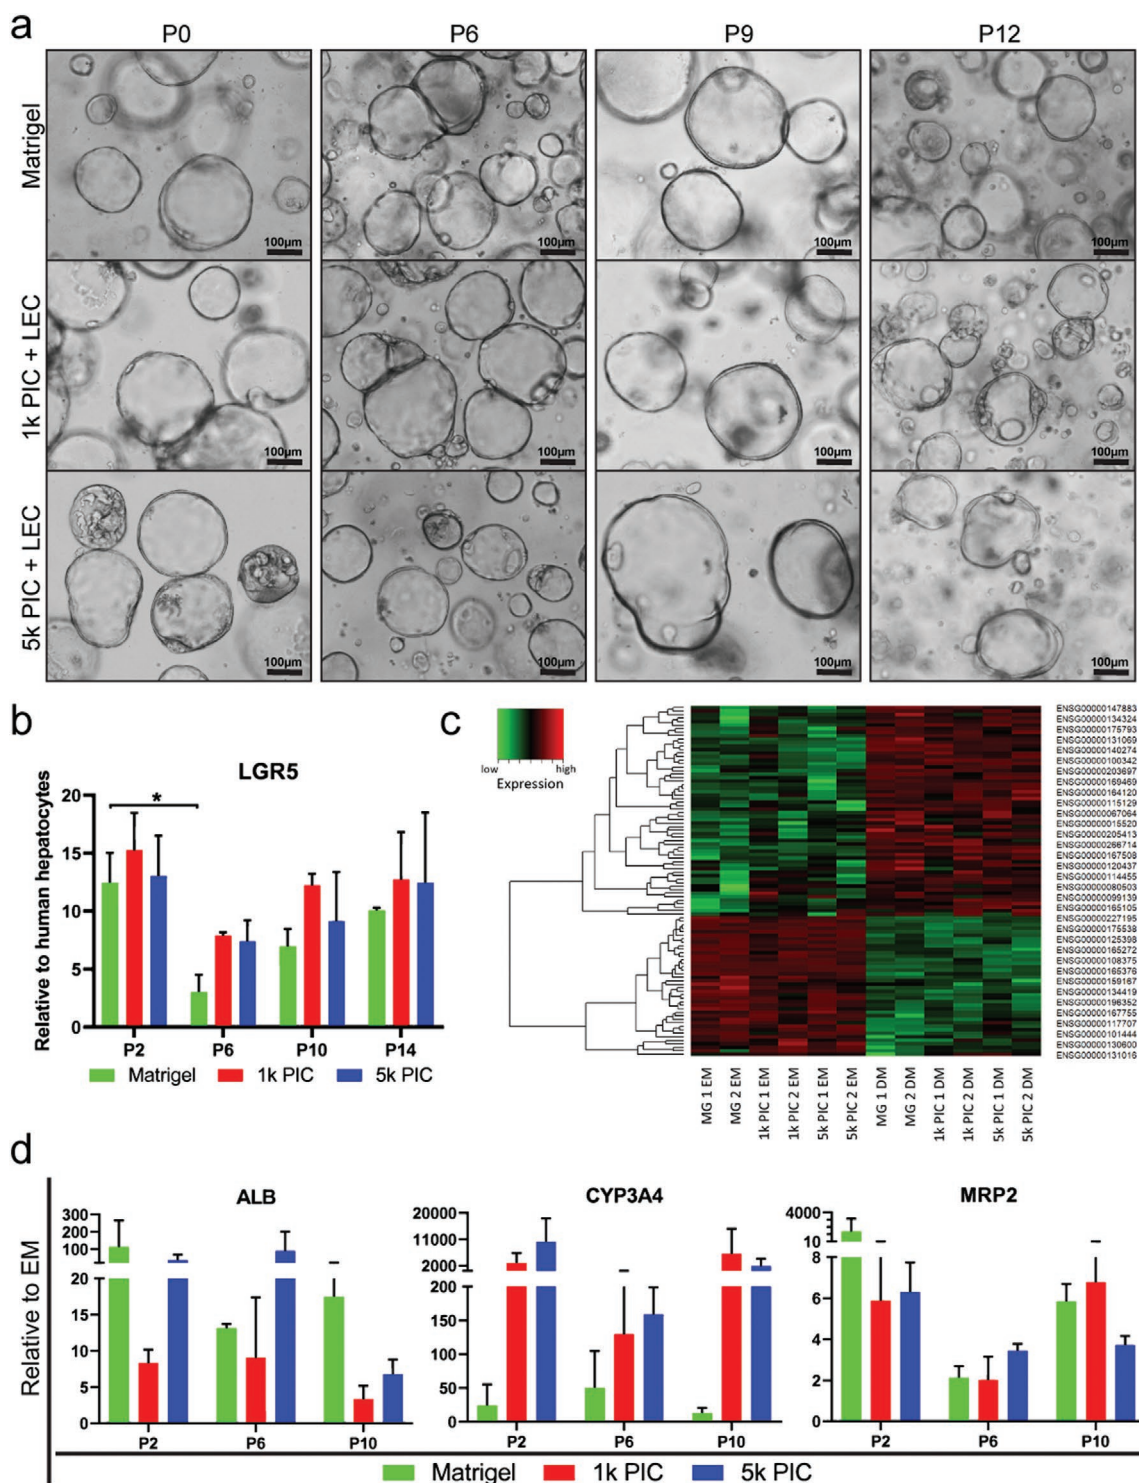 a
P0 P6 P9 P12
Matrigel
100µm 100µm 100µm 100µm
1k PIC + LEC
100µm 100µm 100µm 100µm
5k PIC + LEC
100µm 100µm 100µm 100µm
b
LGR5
Relative to human hepatocytes
20
*
15
10
5
0
P2 P6 P10 P14
Matrigel 1k PIC 5k PIC
c
low high
Expression
ENSG00000147883
ENSG00000134324
ENSG00000175793
ENSG00000131069
ENSG00000140274
ENSG00000100342
ENSG00000203697
ENSG00000169469
ENSG00000164120
ENSG00000115129
ENSG00000067064
ENSG00000015520
ENSG00000205413
ENSG00000266714
ENSG00000167508
ENSG00000120437
ENSG00000114455
ENSG00000080503
ENSG00000099139
ENSG00000165105
ENSG00000227195
ENSG00000175538
ENSG00000125398
ENSG00000165272
ENSG00000108375
ENSG00000165376
ENSG00000159167
ENSG00000134419
ENSG00000196352
ENSG00000167755
ENSG00000117707
ENSG00000101444
ENSG00000130600
ENSG00000131016
MG 1 EM
MG 2 EM
1k PIC 1 EM
1k PIC 2 EM
5k PIC 1 EM
5k PIC 2 EM
MG 1 DM
MG 2 DM
1k PIC 1 DM
1k PIC 2 DM
5k PIC 1 DM
5k PIC 2 DM
d
Relative to EM
ALB
300
200
100
20
15
10
5
0
P2 P6 P10
CYP3A4
20000
11000
2000
200
150
100
50
0
P2 P6 P10
MRP2
4000
10
8
6
4
2
0
P2 P6 P10
Matrigel 1k PIC 5k PIC